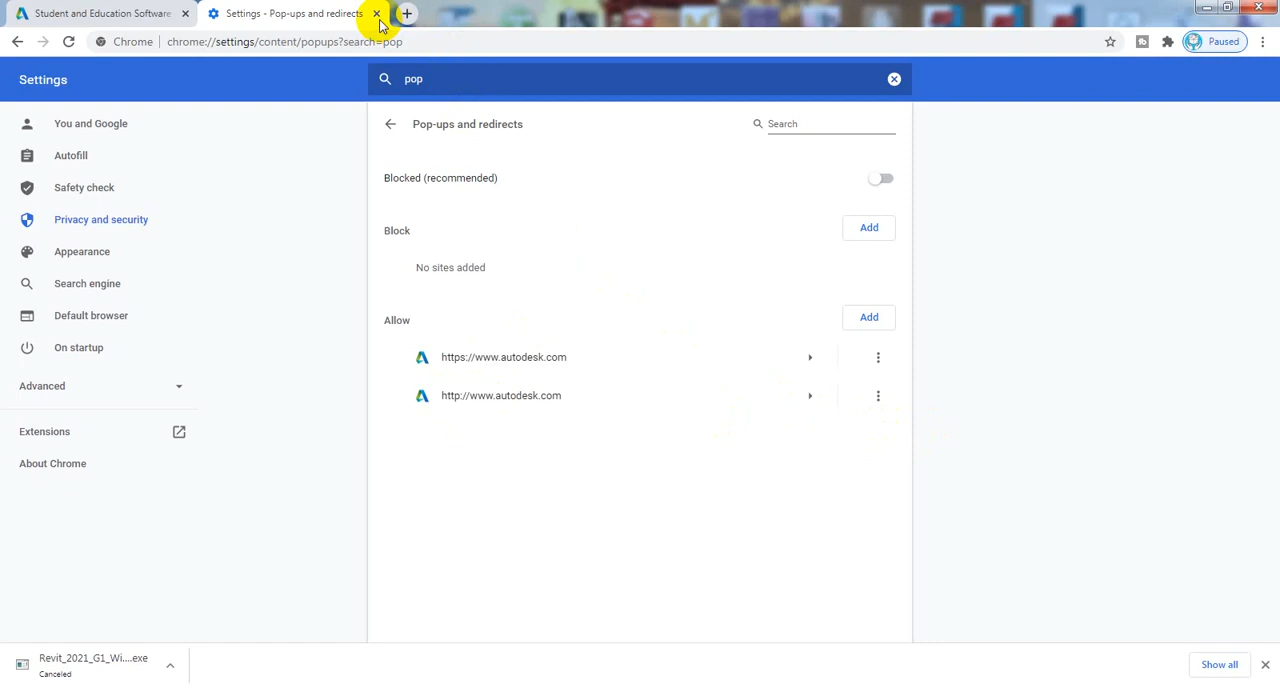 Student and Education Software
Settings - Pop-ups and redirects
Chrome | chrome://settings/content/popups?search=pop
Paused
Settings
pop
You and Google
Autofill
Safety check
Privacy and security
Appearance
Search engine
Default browser
On startup
Advanced
Extensions
About Chrome
Pop-ups and redirects
Search
Blocked (recommended)
Block
Add
No sites added
Allow
Add
https://www.autodesk.com
http://www.autodesk.com
Revit_2021_G1_Wi....exe
Canceled
Show all